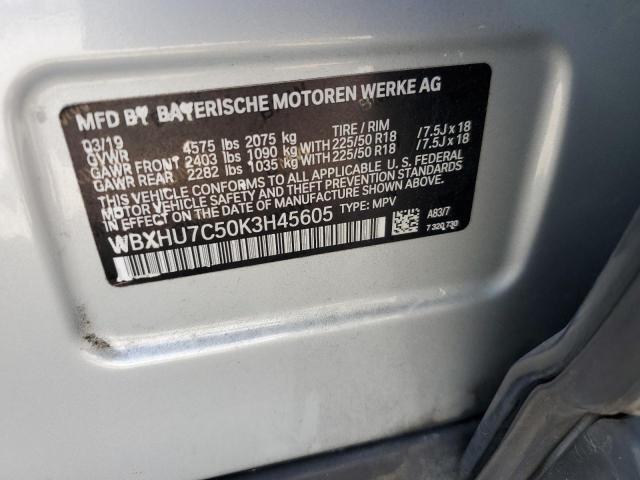 MFD BY BAYERISCHE MOTOREN WERKE AG
03/19 4575 lbs 2075 kg TIRE / RIM
GVWR
GAWR FRONT 2403 lbs 1090 kg WITH 225/50 R18 / 7.5J x 18
GAWR REAR 2282 lbs 1035 kg WITH 225/50 R18 / 7.5J x 18
THIS VEHICLE CONFORMS TO ALL APPLICABLE U.S. FEDERAL
MOTOR VEHICLE SAFETY, BUMPER, AND
THEFT PREVENTION STANDARDS IN EFFECT ON THE DATE OF
MANUFACTURE SHOWN ABOVE.
WBXHU7C50K3H45605 TYPE: MPV
A83/7
7 320 730